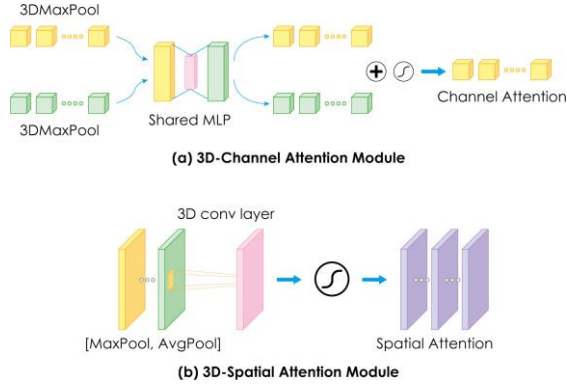 3DMaxPool
3DMaxPool
Shared MLP
Channel Attention
(a) 3D-Channel Attention Module
3D conv layer
[MaxPool, AvgPool]
Spatial Attention
(b) 3D-Spatial Attention Module